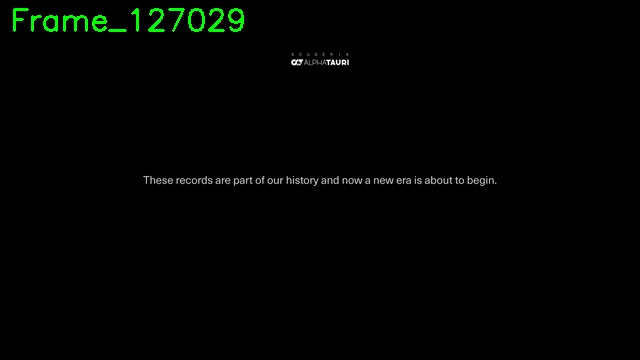 Frame_127029
SCUDERIA
ALPHATAURI
These records are part of our history and now a new era is about to begin.